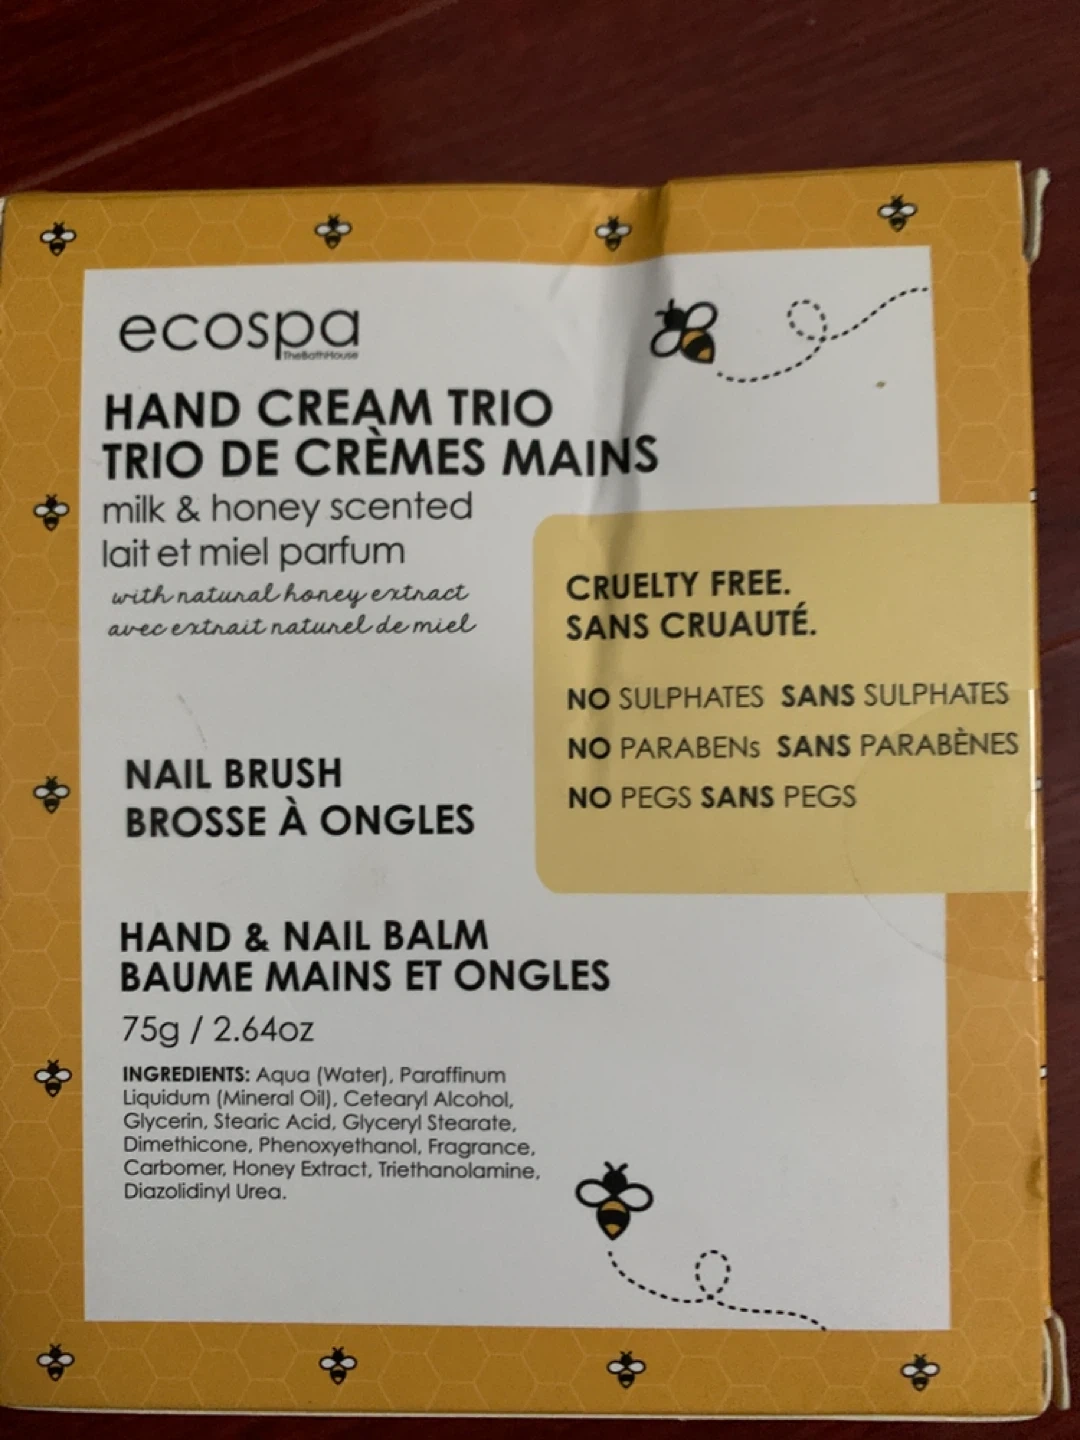 ecospa
TheBathHouse
HAND CREAM TRIO
TRIO DE CRÈMES MAINS
milk & honey scented
lait et miel parfum
with natural honey extract
avec extrait naturel de miel
CRUELTY FREE.
SANS CRUAUTÉ.
NO SULPHATES SANS SULPHATES
NO PARABENs SANS PARABÈNES
NO PEGS SANS PEGS
NAIL BRUSH
BROSSE À ONGLES
HAND & NAIL BALM
BAUME MAINS ET ONGLES
75g / 2.64oz
INGREDIENTS: Aqua (Water), Paraffinum
Liquidum (Mineral Oil), Cetearyl Alcohol,
Glycerin, Stearic Acid, Glyceryl Stearate,
Dimethicone, Phenoxyethanol, Fragrance,
Carbomer, Honey Extract, Triethanolamine,
Diazolidinyl Urea.